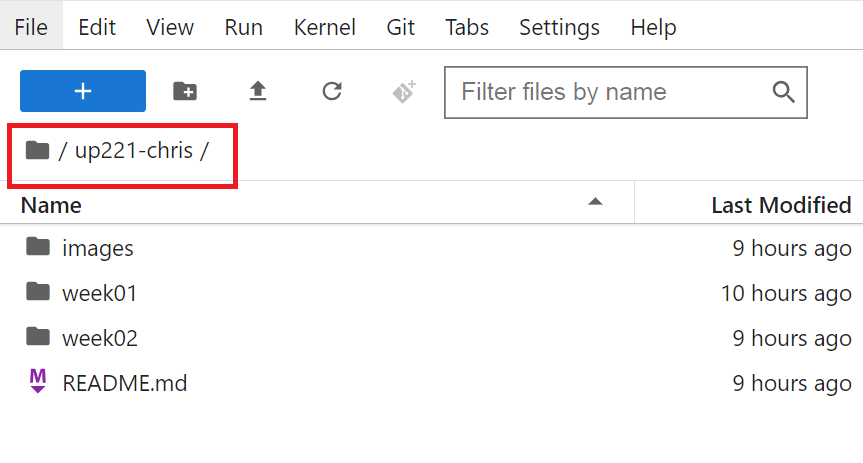 File Edit View Run Kernel Git Tabs Settings Help
+ Filter files by name
/ up221-chris /
Name Last Modified
images 9 hours ago
week01 10 hours ago
week02 9 hours ago
M README.md 9 hours ago